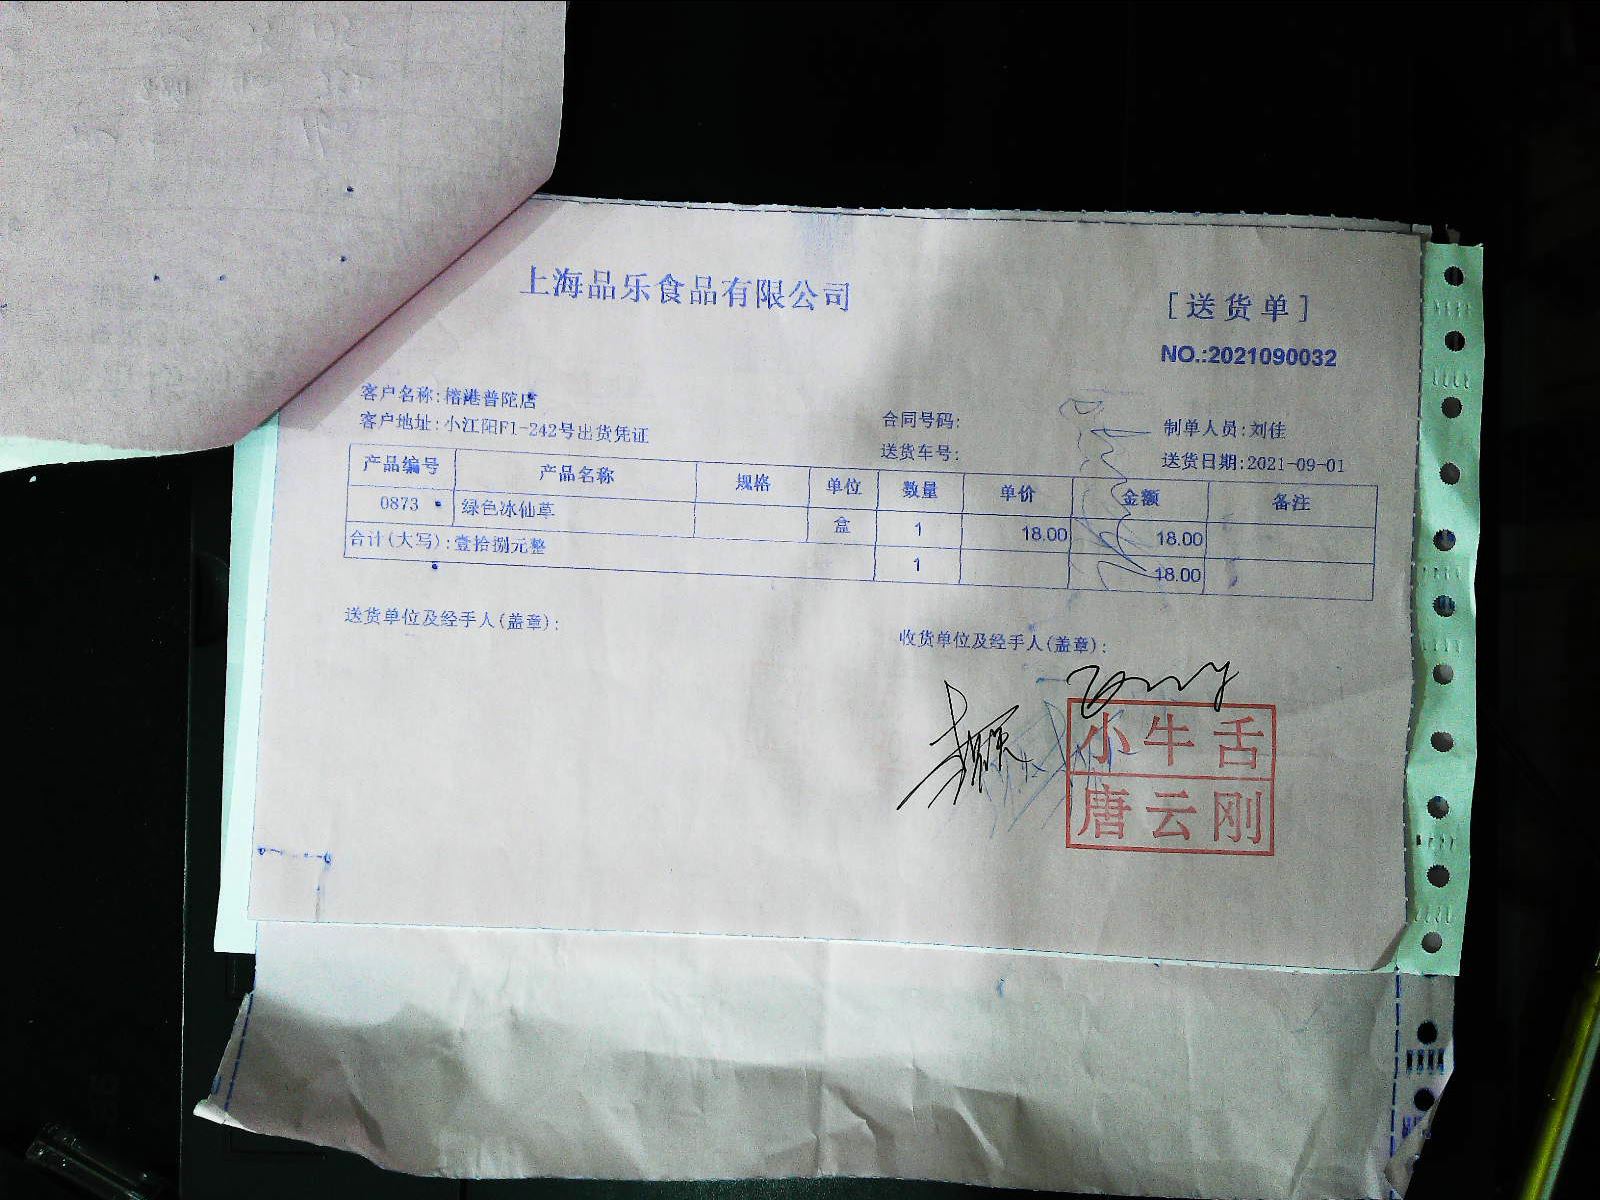 上海品乐食品有限公司
[送货单]
NO.:2021090032
客户名称:榕港普陀店
客户地址:小江阳F1-242号出货凭证
合同号码:
送货车号:
制单人员:刘佳
送货日期:2021-09-01
产品编号 产品名称 规格 单位 数量 单价 金额 备注
0873 绿色冰仙草 盒 1 18.00 18.00
合计(大写):壹拾捌元整 1 18.00
送货单位及经手人(盖章):
收货单位及经手人(盖章):
小牛舌
唐云刚